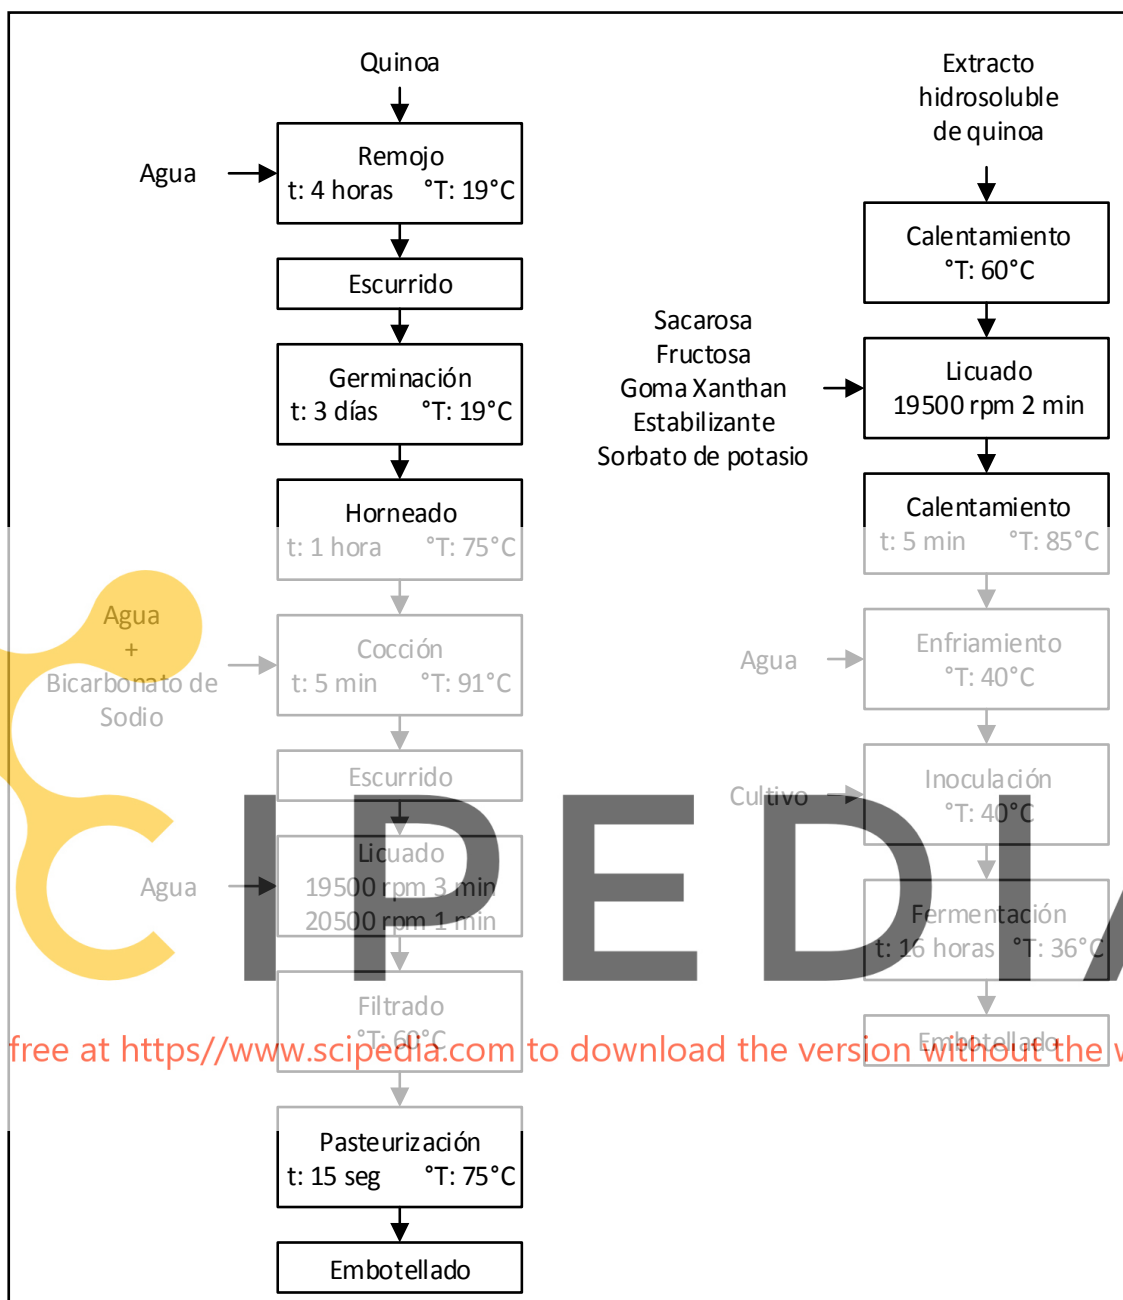 Quinoa
Agua
Remojo
t: 4 horas °T: 19°C
Escurrido
Germinación
t: 3 días °T: 19°C
Horneado
t: 1 hora °T: 75°C
Agua
+
Bicarbonato de
Sodio
Cocción
t: 5 min °T: 91°C
Escurrido
Agua
Licuado
19500 rpm 3 min
20500 rpm 1 min
Filtrado
°T: 60°C
Pasteurización
t: 15 seg °T: 75°C
Embotellado
Extracto
hidrosoluble
de quinoa
Calentamiento
°T: 60°C
Sacarosa
Fructosa
Goma Xanthan
Estabilizante
Sorbato de potasio
Licuado
19500 rpm 2 min
Calentamiento
t: 5 min °T: 85°C
Agua
Enfriamiento
°T: 40°C
Cultivo
Inoculación
°T: 40°C
Fermentación
t: 16 horas °T: 36°C
Embotellado
CIPEDIA
free at https//www.scipedia.com to download the version without the w